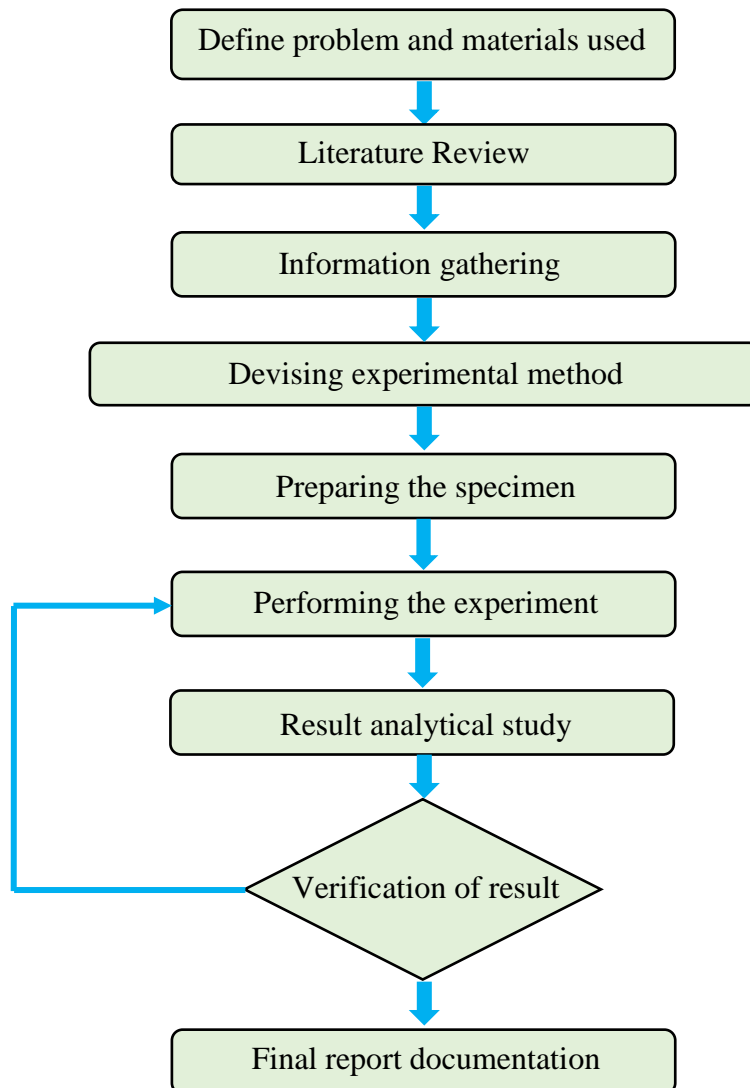 Define problem and materials used
Literature Review
Information gathering
Devising experimental method
Preparing the specimen
Performing the experiment
Result analytical study
Verification of result
Final report documentation